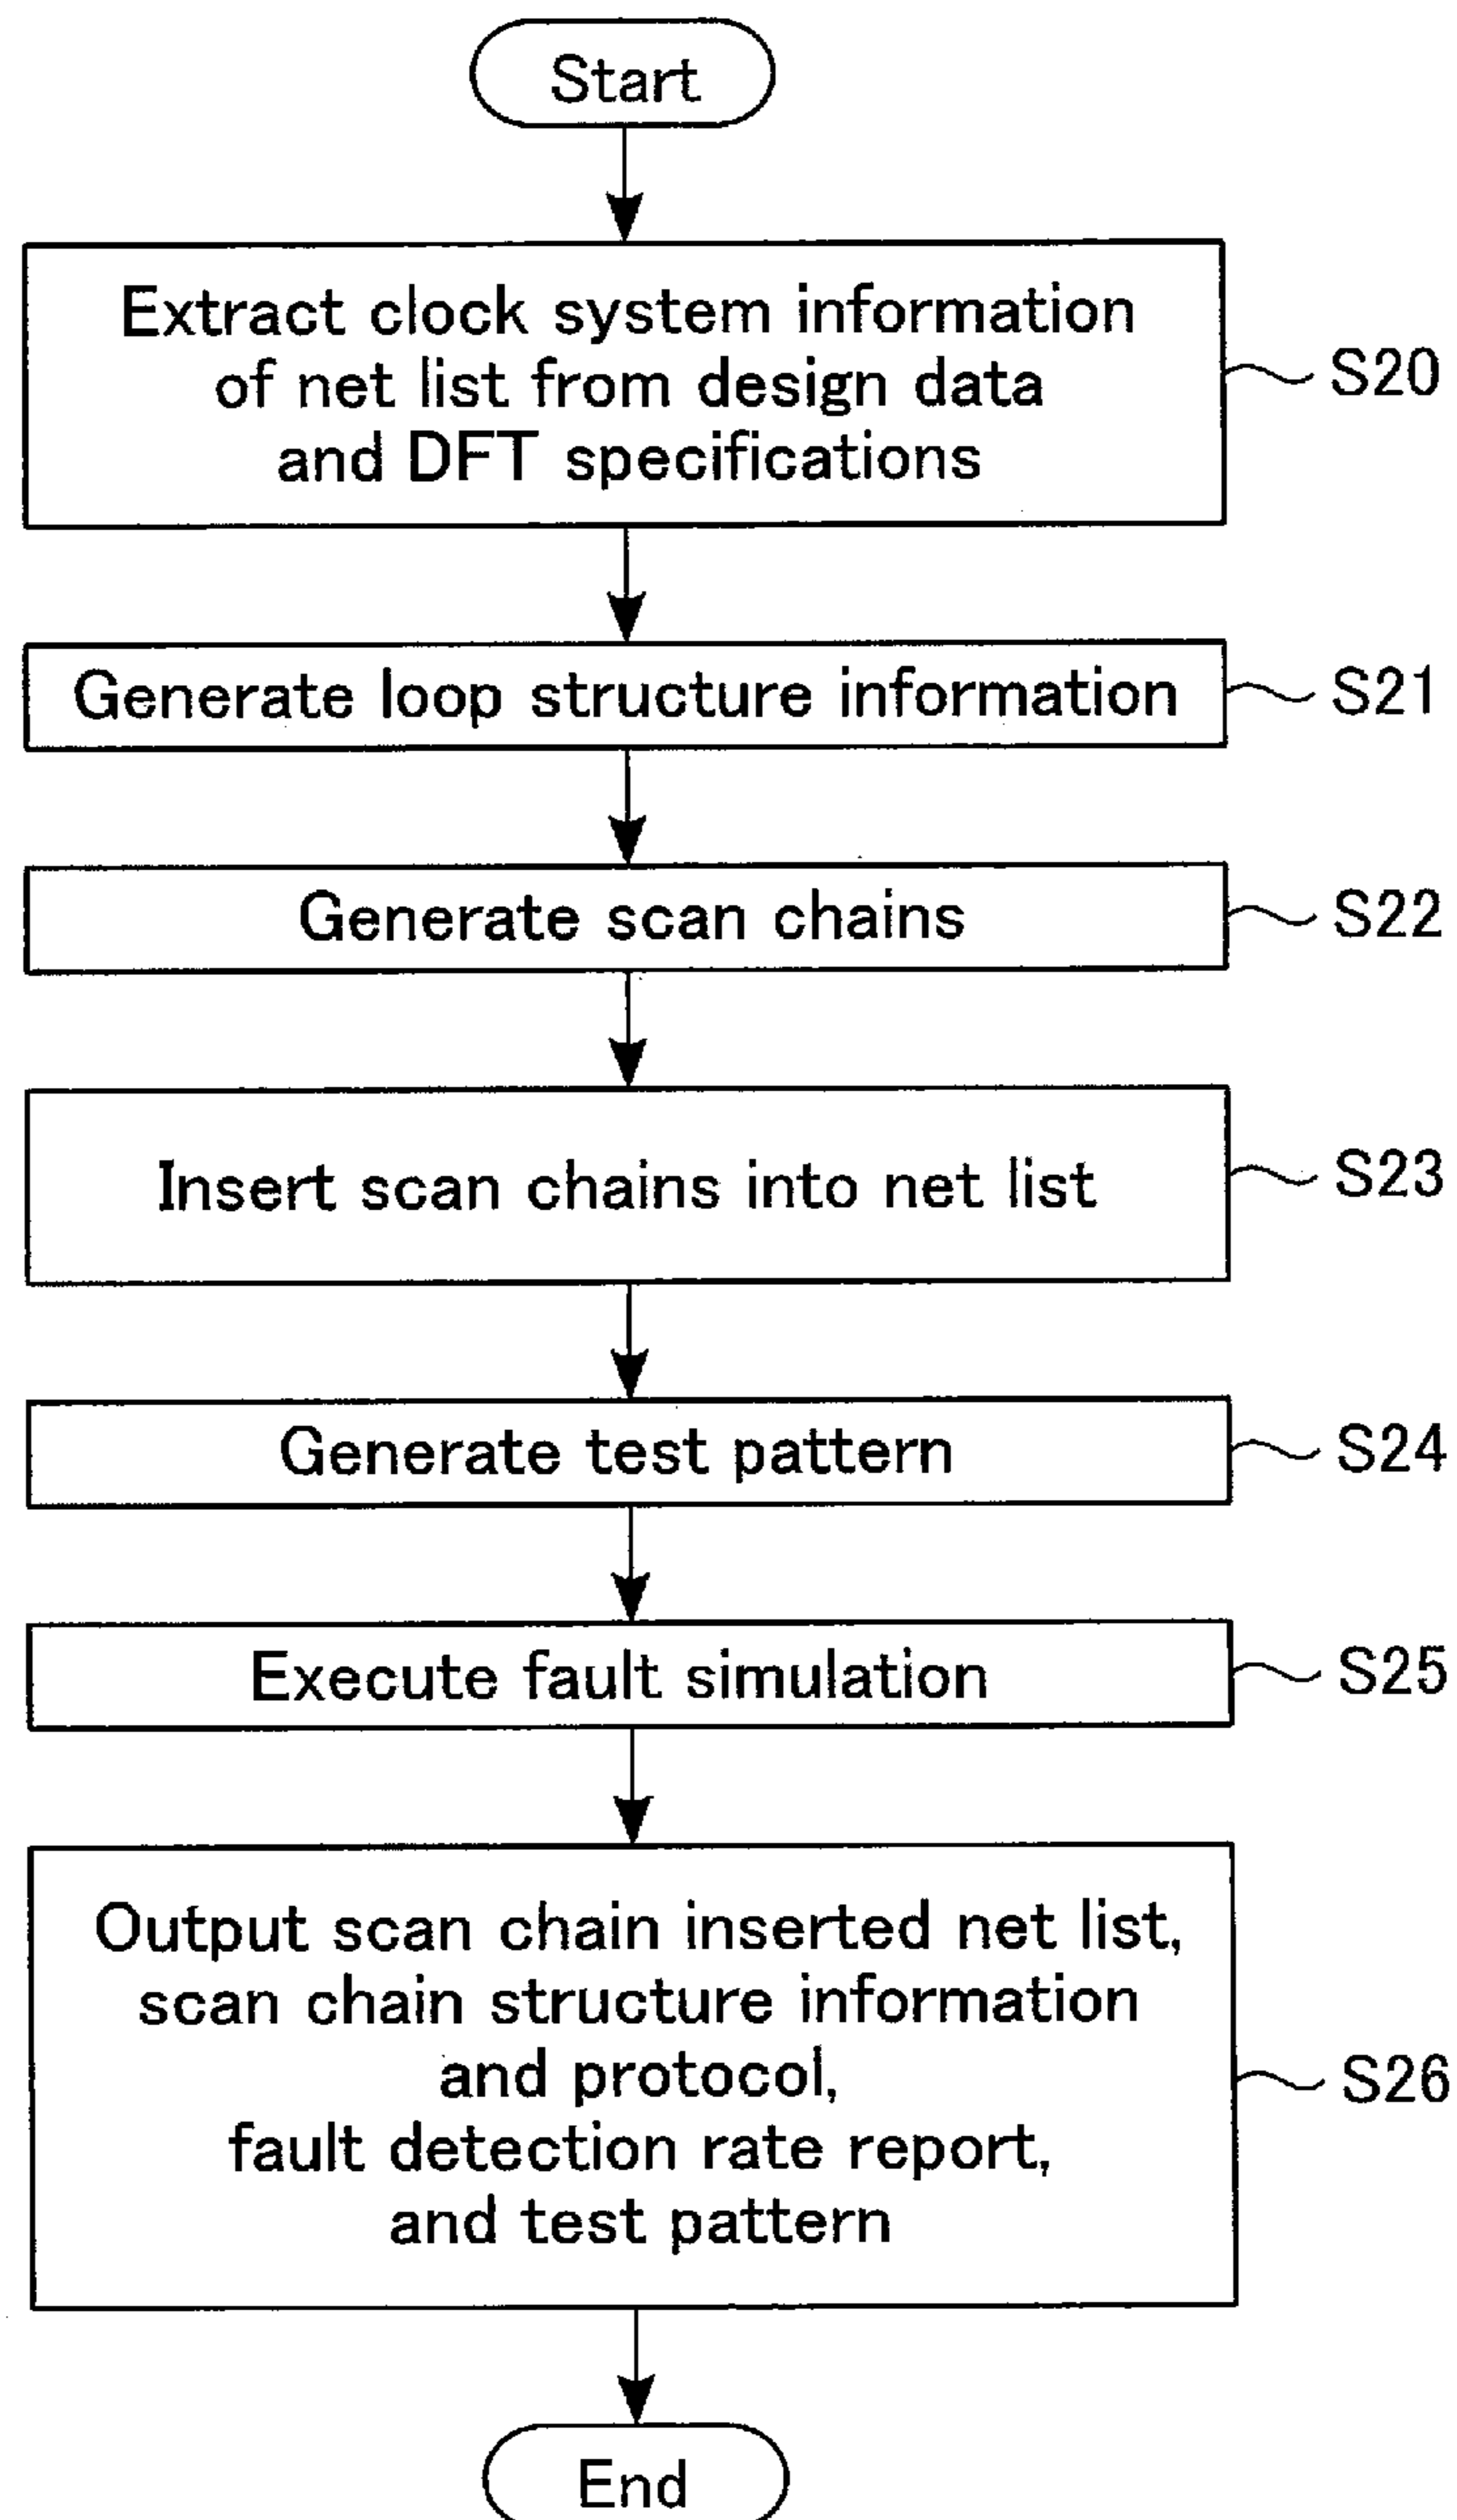 Start
Extract clock system information
of net list from design data
and DFT specifications
S20
Generate loop structure information
S21
Generate scan chains
S22
Insert scan chains into net list
S23
Generate test pattern
S24
Execute fault simulation
S25
Output scan chain inserted net list,
scan chain structure information
and protocol,
fault detection rate report,
and test pattern
S26
End